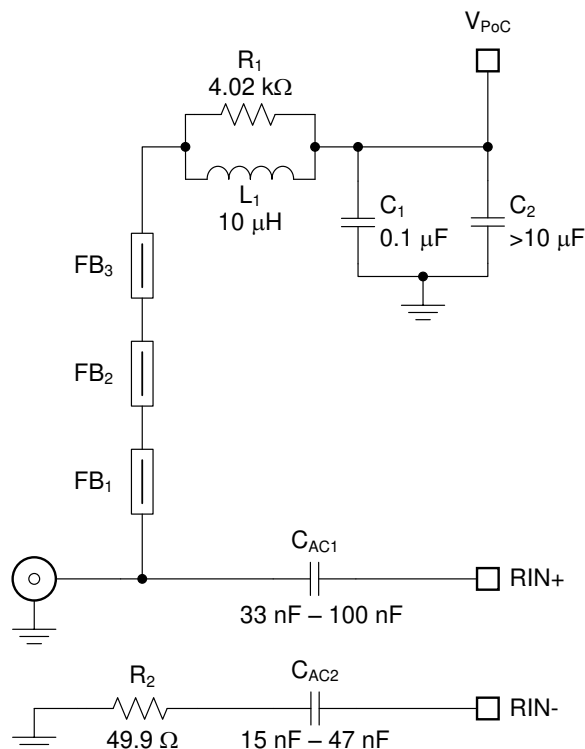 V_PoC
R_1
4.02 kΩ
L_1
10 μH
C_1
0.1 μF
C_2
>10 μF
FB_3
FB_2
FB_1
C_AC1
RIN+
33 nF – 100 nF
R_2
C_AC2
RIN-
49.9 Ω
15 nF – 47 nF